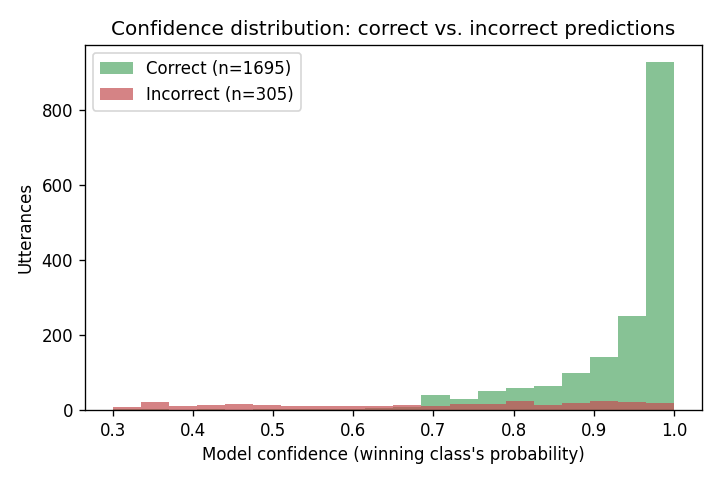 Confidence distribution: correct vs. incorrect predictions
Correct (n=1695)
Incorrect (n=305)
Utterances
800
600
400
200
0
0.3 0.4 0.5 0.6 0.7 0.8 0.9 1.0
Model confidence (winning class's probability)